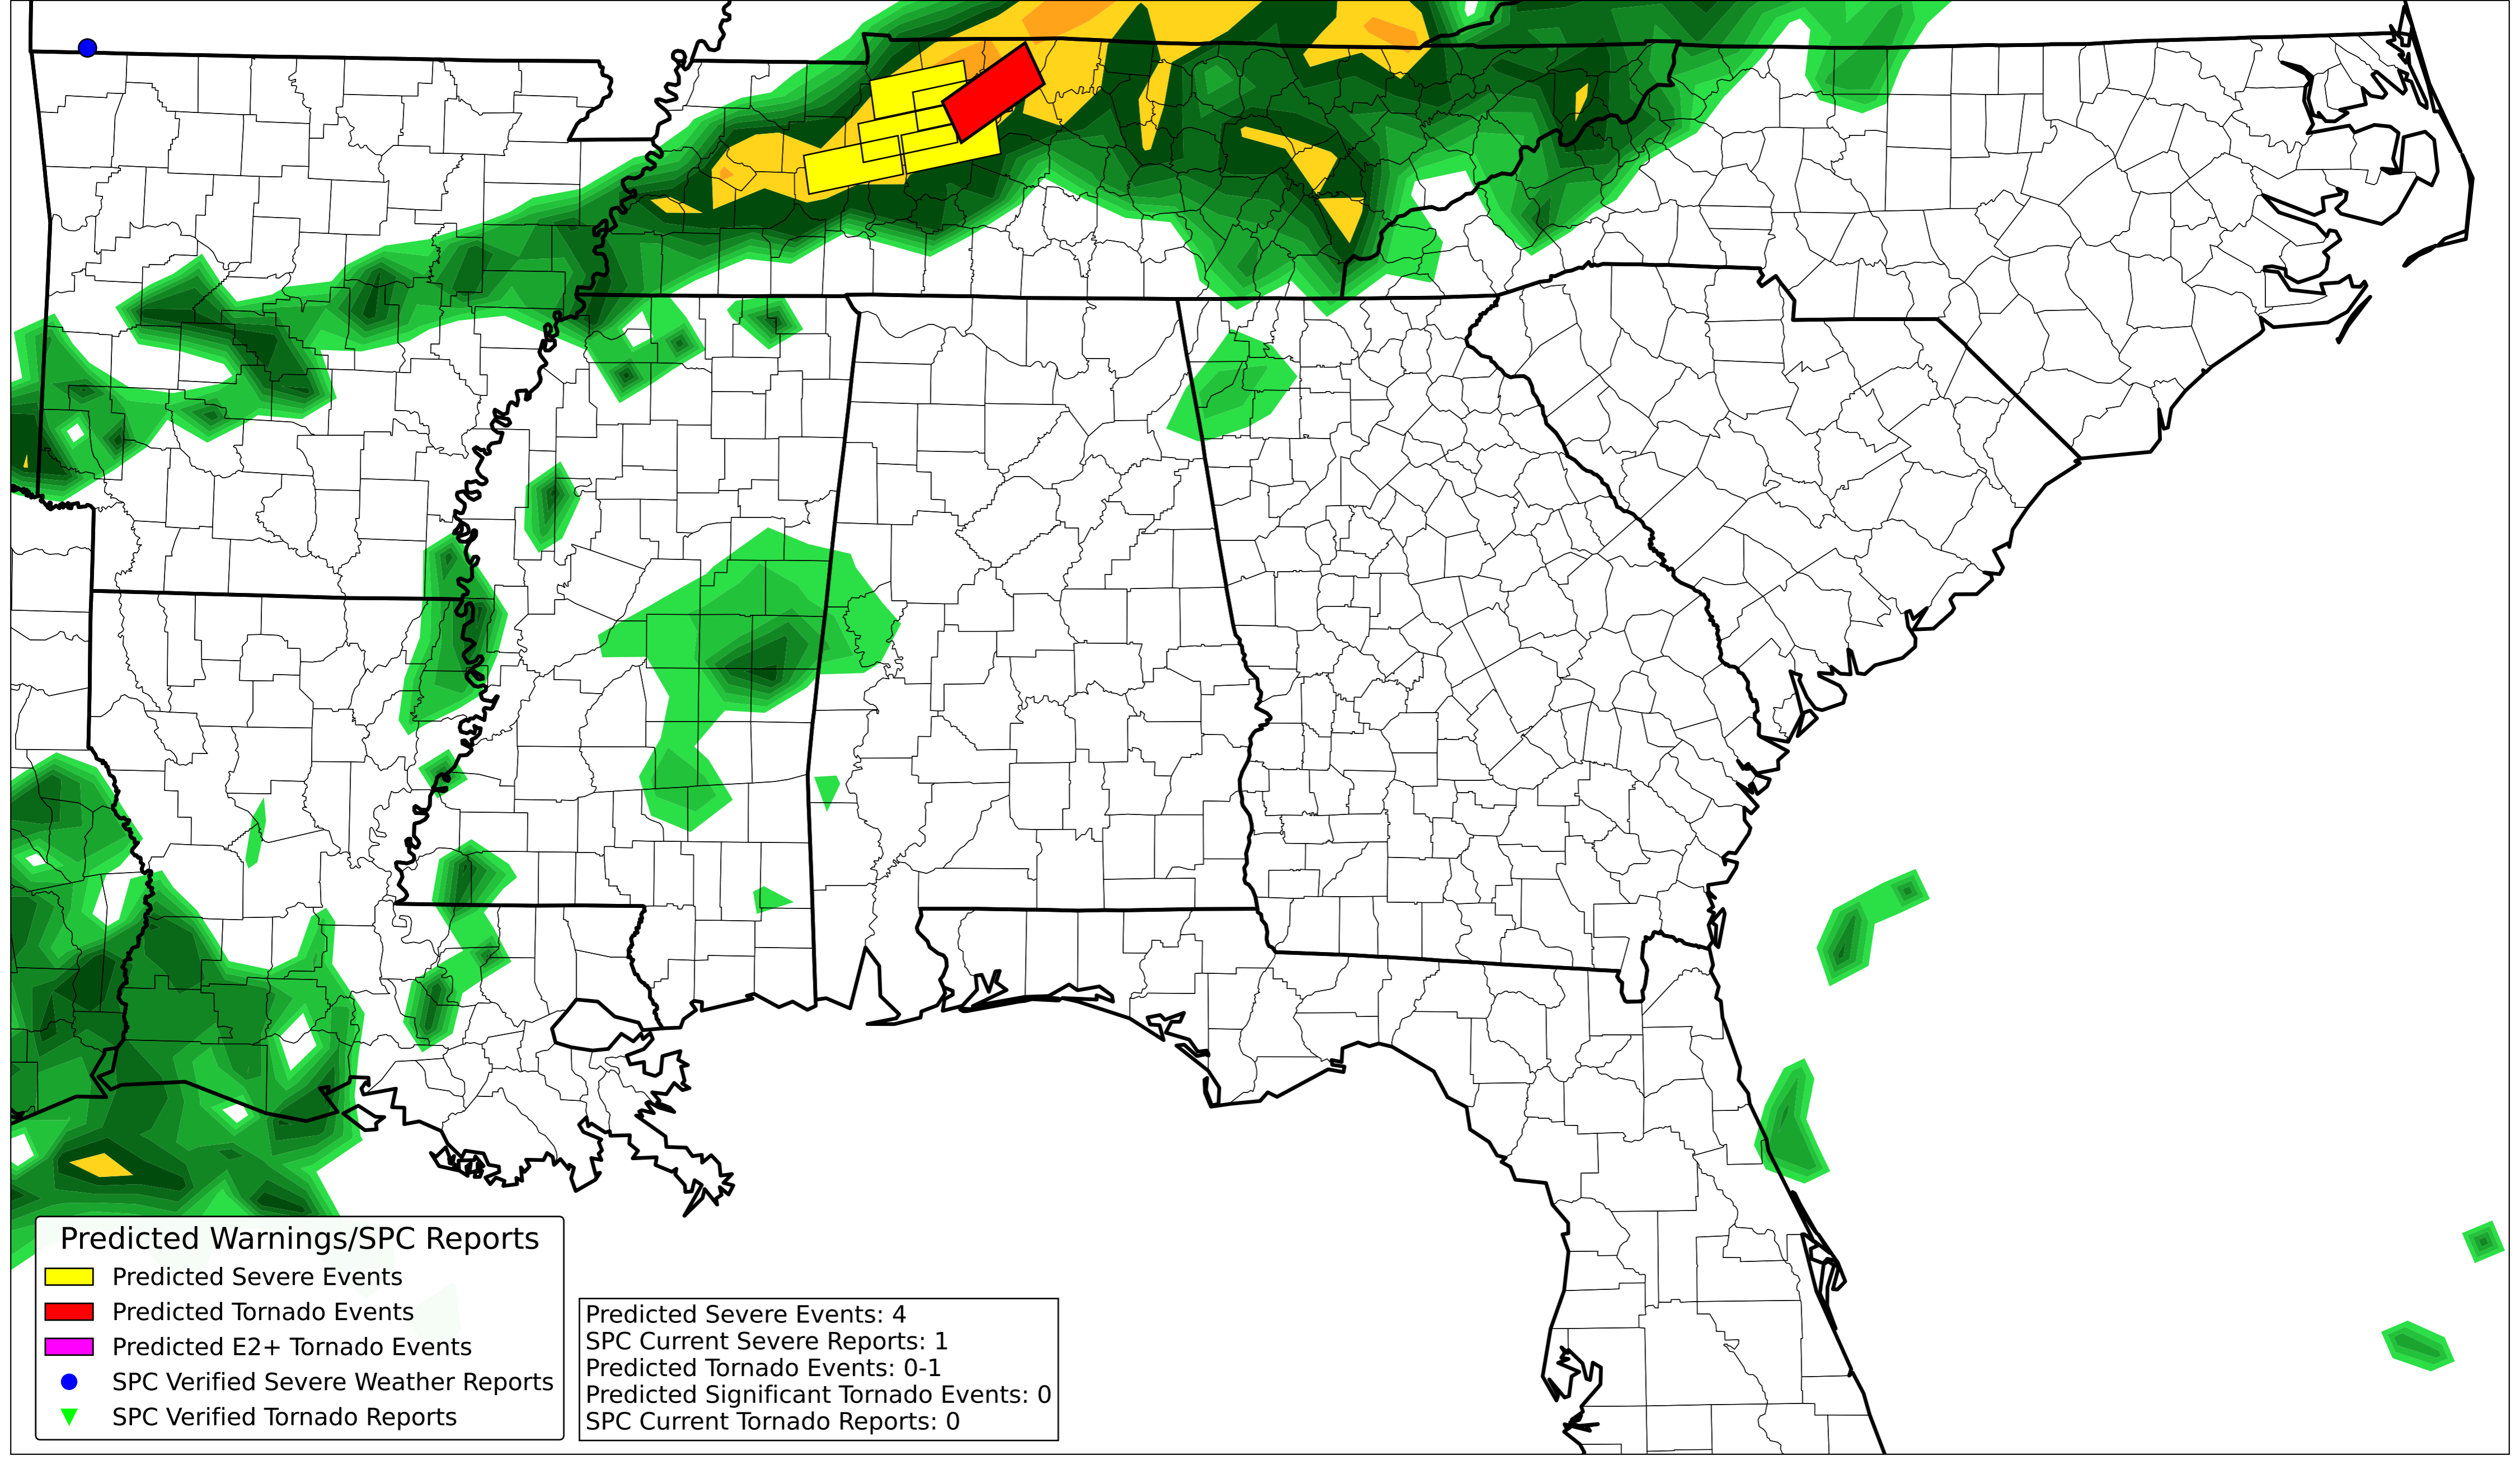 Predicted Warnings/SPC Reports
Predicted Severe Events
Predicted Tornado Events
Predicted E2+ Tornado Events
SPC Verified Severe Weather Reports
SPC Verified Tornado Reports
Predicted Severe Events: 4
SPC Current Severe Reports: 1
Predicted Tornado Events: 0-1
Predicted Significant Tornado Events: 0
SPC Current Tornado Reports: 0